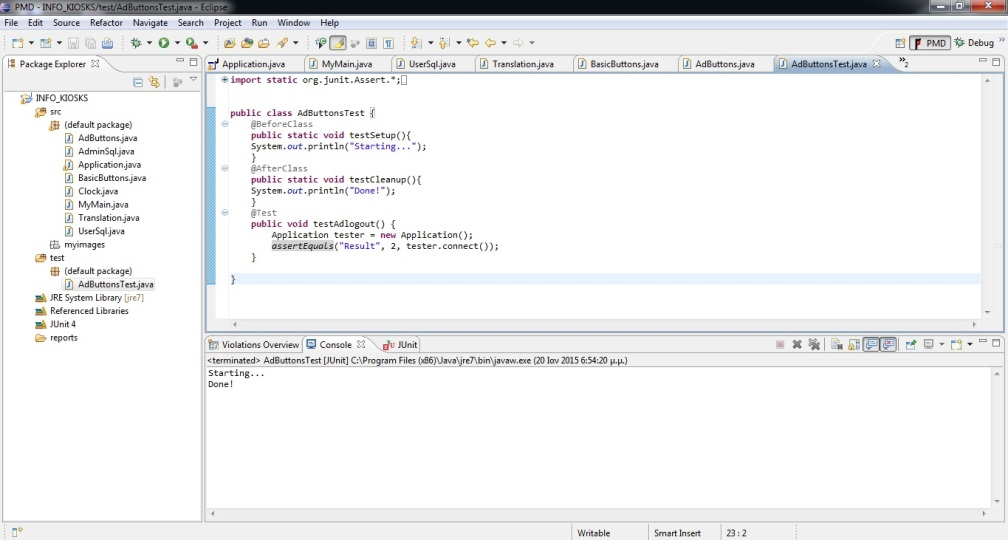 PMD - INFO_KIOSKS/test/AdButtonsTest.java - Eclipse
File Edit Source Refactor Navigate Search Project Run Window Help
PMD Debug »
Package Explorer
INFO_KIOSKS
src
(default package)
AdButtons.java
AdminSql.java
Application.java
BasicButtons.java
Clock.java
MyMain.java
Translation.java
UserSql.java
myimages
test
(default package)
AdButtonsTest.java
JRE System Library [jre7]
Referenced Libraries
JUnit 4
reports
Application.java MyMain.java UserSql.java Translation.java BasicButtons.java AdButtons.java AdButtonsTest.java »2
import static org.junit.Assert.*;
public class AdButtonsTest {
@BeforeClass
public static void testSetup(){
System.out.println("Starting...");
}
@AfterClass
public static void testCleanup(){
System.out.println("Done!");
}
@Test
public void testAdlogout() {
Application tester = new Application();
assertEquals("Result", 2, tester.connect());
}
}
Violations Overview Console JUnit
<terminated> AdButtonsTest [JUnit] C:\Program Files (x86)\Java\jre7\bin\javaw.exe (20 Ιουν 2015 6:54:20 μ.μ.)
Starting...
Done!
Writable Smart Insert 23 : 2